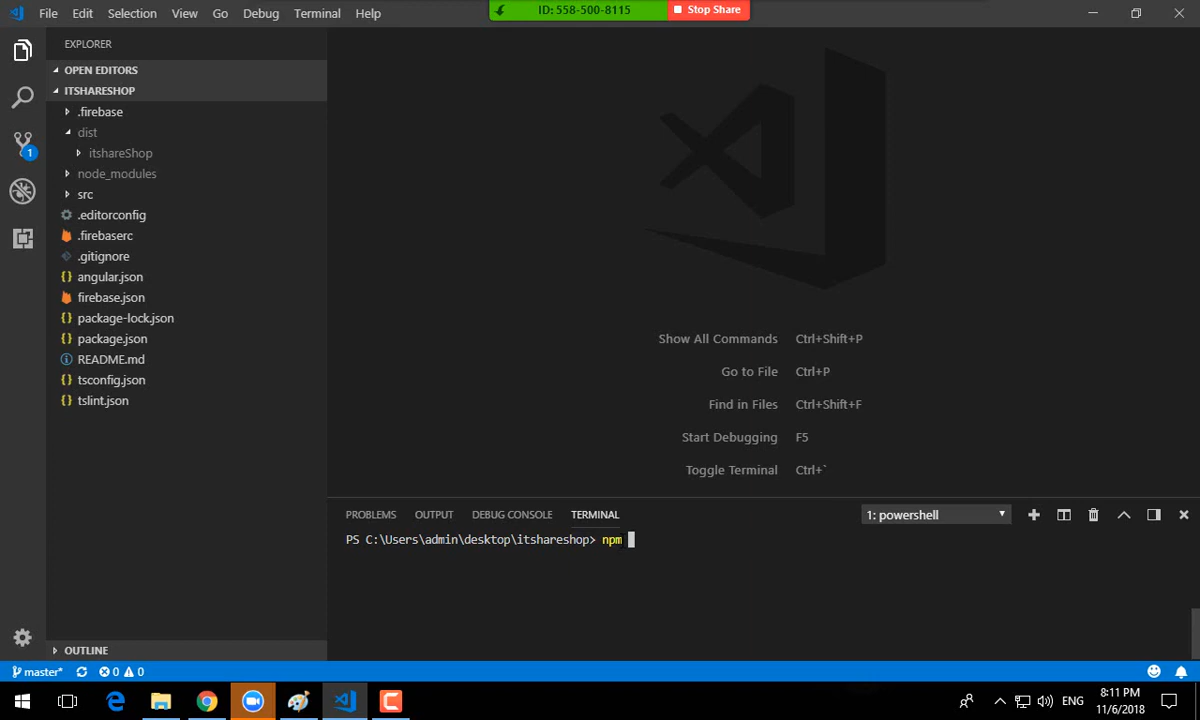 File Edit Selection View Go Debug Terminal Help
ID: 558-500-8115 Stop Share
EXPLORER
OPEN EDITORS
ITSHARESHOP
.firebase
dist
itshareShop
node_modules
src
.editorconfig
.firebaserc
.gitignore
angular.json
firebase.json
package-lock.json
package.json
README.md
tsconfig.json
tslint.json
OUTLINE
Show All Commands Ctrl+Shift+P
Go to File Ctrl+P
Find in Files Ctrl+Shift+F
Start Debugging F5
Toggle Terminal Ctrl+`
PROBLEMS OUTPUT DEBUG CONSOLE TERMINAL 1: powershell
PS C:\Users\admin\desktop\itshareshop> npm
1
master* 0 0
ENG
8:11 PM
11/6/2018